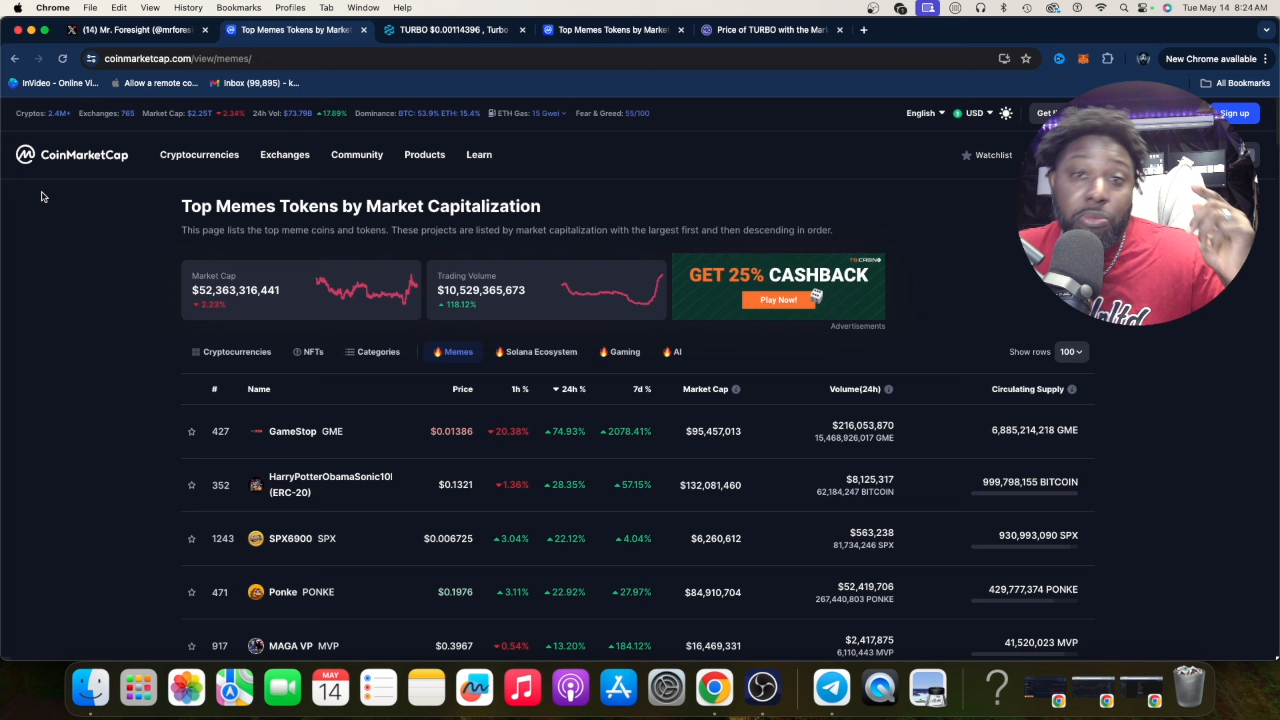 Chrome File Edit View History Bookmarks Profiles Tab Window Help Tue May 14 8:24 AM
(14) Mr. Foresight (@mrfores Top Memes Tokens by Market TURBO $0.00114396 , Turbo Top Memes Tokens by Market Price of TURBO with the Mark
coinmarketcap.com/view/memes/ New Chrome available
InVideo - Online Vi... Allow a remote co... Inbox (99,895) - k... All Bookmarks
Cryptos: 2.4M+ Exchanges: 765 Market Cap: $2.25T 2.34% 24h Vol: $73.79B 17.89% Dominance: BTC: 53.9% ETH: 15.4% ETH Gas: 15 Gwei Fear & Greed: 55/100 English USD Get Sign up
CoinMarketCap Cryptocurrencies Exchanges Community Products Learn Watchlist
Top Memes Tokens by Market Capitalization
This page lists the top meme coins and tokens. These projects are listed by market capitalization with the largest first and then descending in order.
Market Cap
$52,363,316,441
2.23%
Trading Volume
$10,529,365,673
118.12%
GET 25% CASHBACK
Play Now!
Advertisements
Cryptocurrencies NFTs Categories Memes Solana Ecosystem Gaming AI Show rows 100
# Name Price 1h % 24h % 7d % Market Cap Volume(24h) Circulating Supply
427 GameStop GME $0.01386 20.38% 74.93% 2078.41% $95,457,013 $216,053,870 6,885,214,218 GME
15,468,926,017 GME
352 HarryPotterObamaSonic10I $0.1321 1.36% 28.35% 57.15% $132,081,460 $8,125,317 999,798,155 BITCOIN
(ERC-20) 62,184,247 BITCOIN
1243 SPX6900 SPX $0.006725 3.04% 22.12% 4.04% $6,260,612 $563,238 930,993,090 SPX
81,734,246 SPX
471 Ponke PONKE $0.1976 3.11% 22.92% 27.97% $84,910,704 $52,419,706 429,777,374 PONKE
267,440,803 PONKE
917 MAGA VP MVP $0.3967 0.54% 13.20% 184.12% $16,469,331 $2,417,875 41,520,023 MVP
6,110,443 MVP
MAY
14